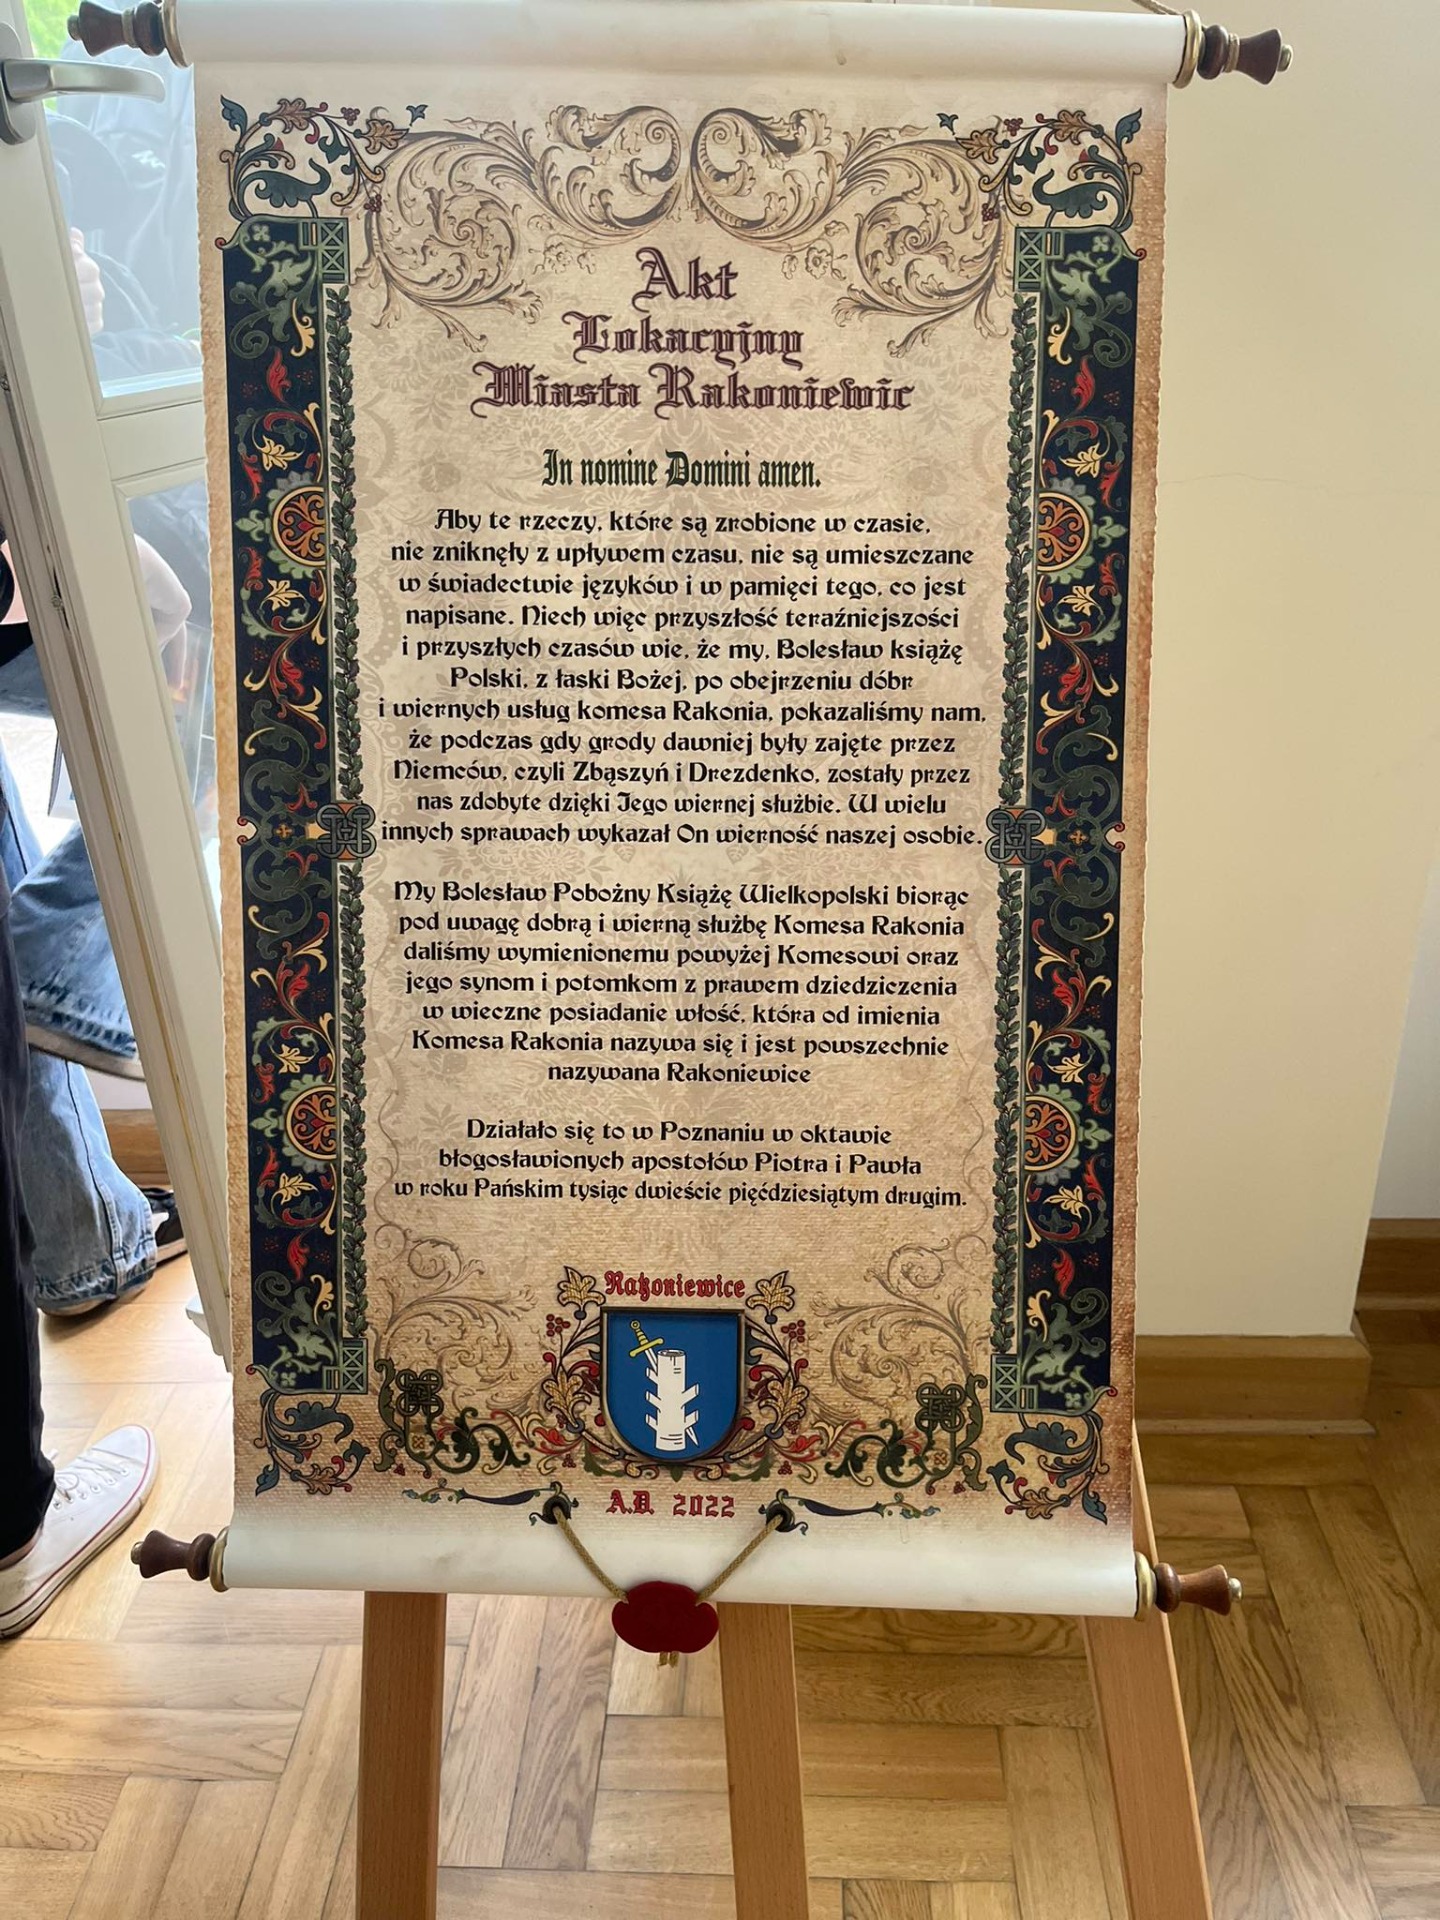 Akt
Lokacyjny
Miasta Rakoniewic
In nomine Domini amen.
Aby te rzeczy, które są zrobione w czasie,
nie zniknęły z upływem czasu, nie są umieszczane
w świadectwie języków i w pamięci tego, co jest
napisane. Niech więc przyszłość teraźniejszości
i przyszłych czasów wie, że my, Bolesław książę
Polski, z łaski Bożej, po obejrzeniu dóbr
i wiernych usług komesa Rakonia, pokazaliśmy nam,
że podczas gdy grody dawniej były zajęte przez
Niemców, czyli Zbąszyń i Drezdenko, zostały przez
nas zdobyte dzięki Jego wiernej służbie. W wielu
innych sprawach wykazał On wierność naszej osobie.
My Bolesław Pobożny Książę Wielkopolski biorąc
pod uwagę dobrą i wierną służbę Komesa Rakonia
daliśmy wymienionemu powyżej Komesowi oraz
jego synom i potomkom z prawem dziedziczenia
w wieczne posiadanie włość, która od imienia
Komesa Rakonia nazywa się i jest powszechnie
nazywana Rakoniewice
Działało się to w Poznaniu w oktawie
błogosławionych apostołów Piotra i Pawła
w roku Pańskim tysiąc dwieście pięćdziesiątym drugim.
Rakoniewice
A.D. 2022